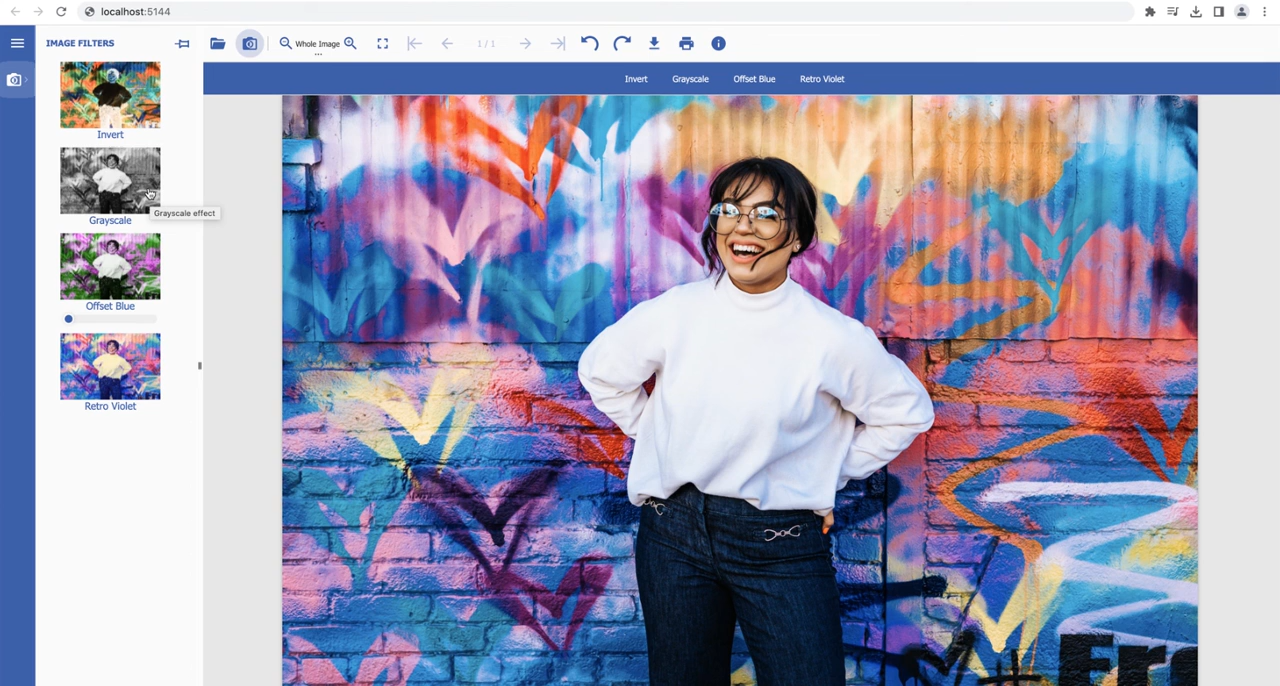 localhost:5144
IMAGE FILTERS
Whole Image
...
1 / 1
Invert
Grayscale
Offset Blue
Retro Violet
Invert
Grayscale effect
Grayscale
Offset Blue
Retro Violet